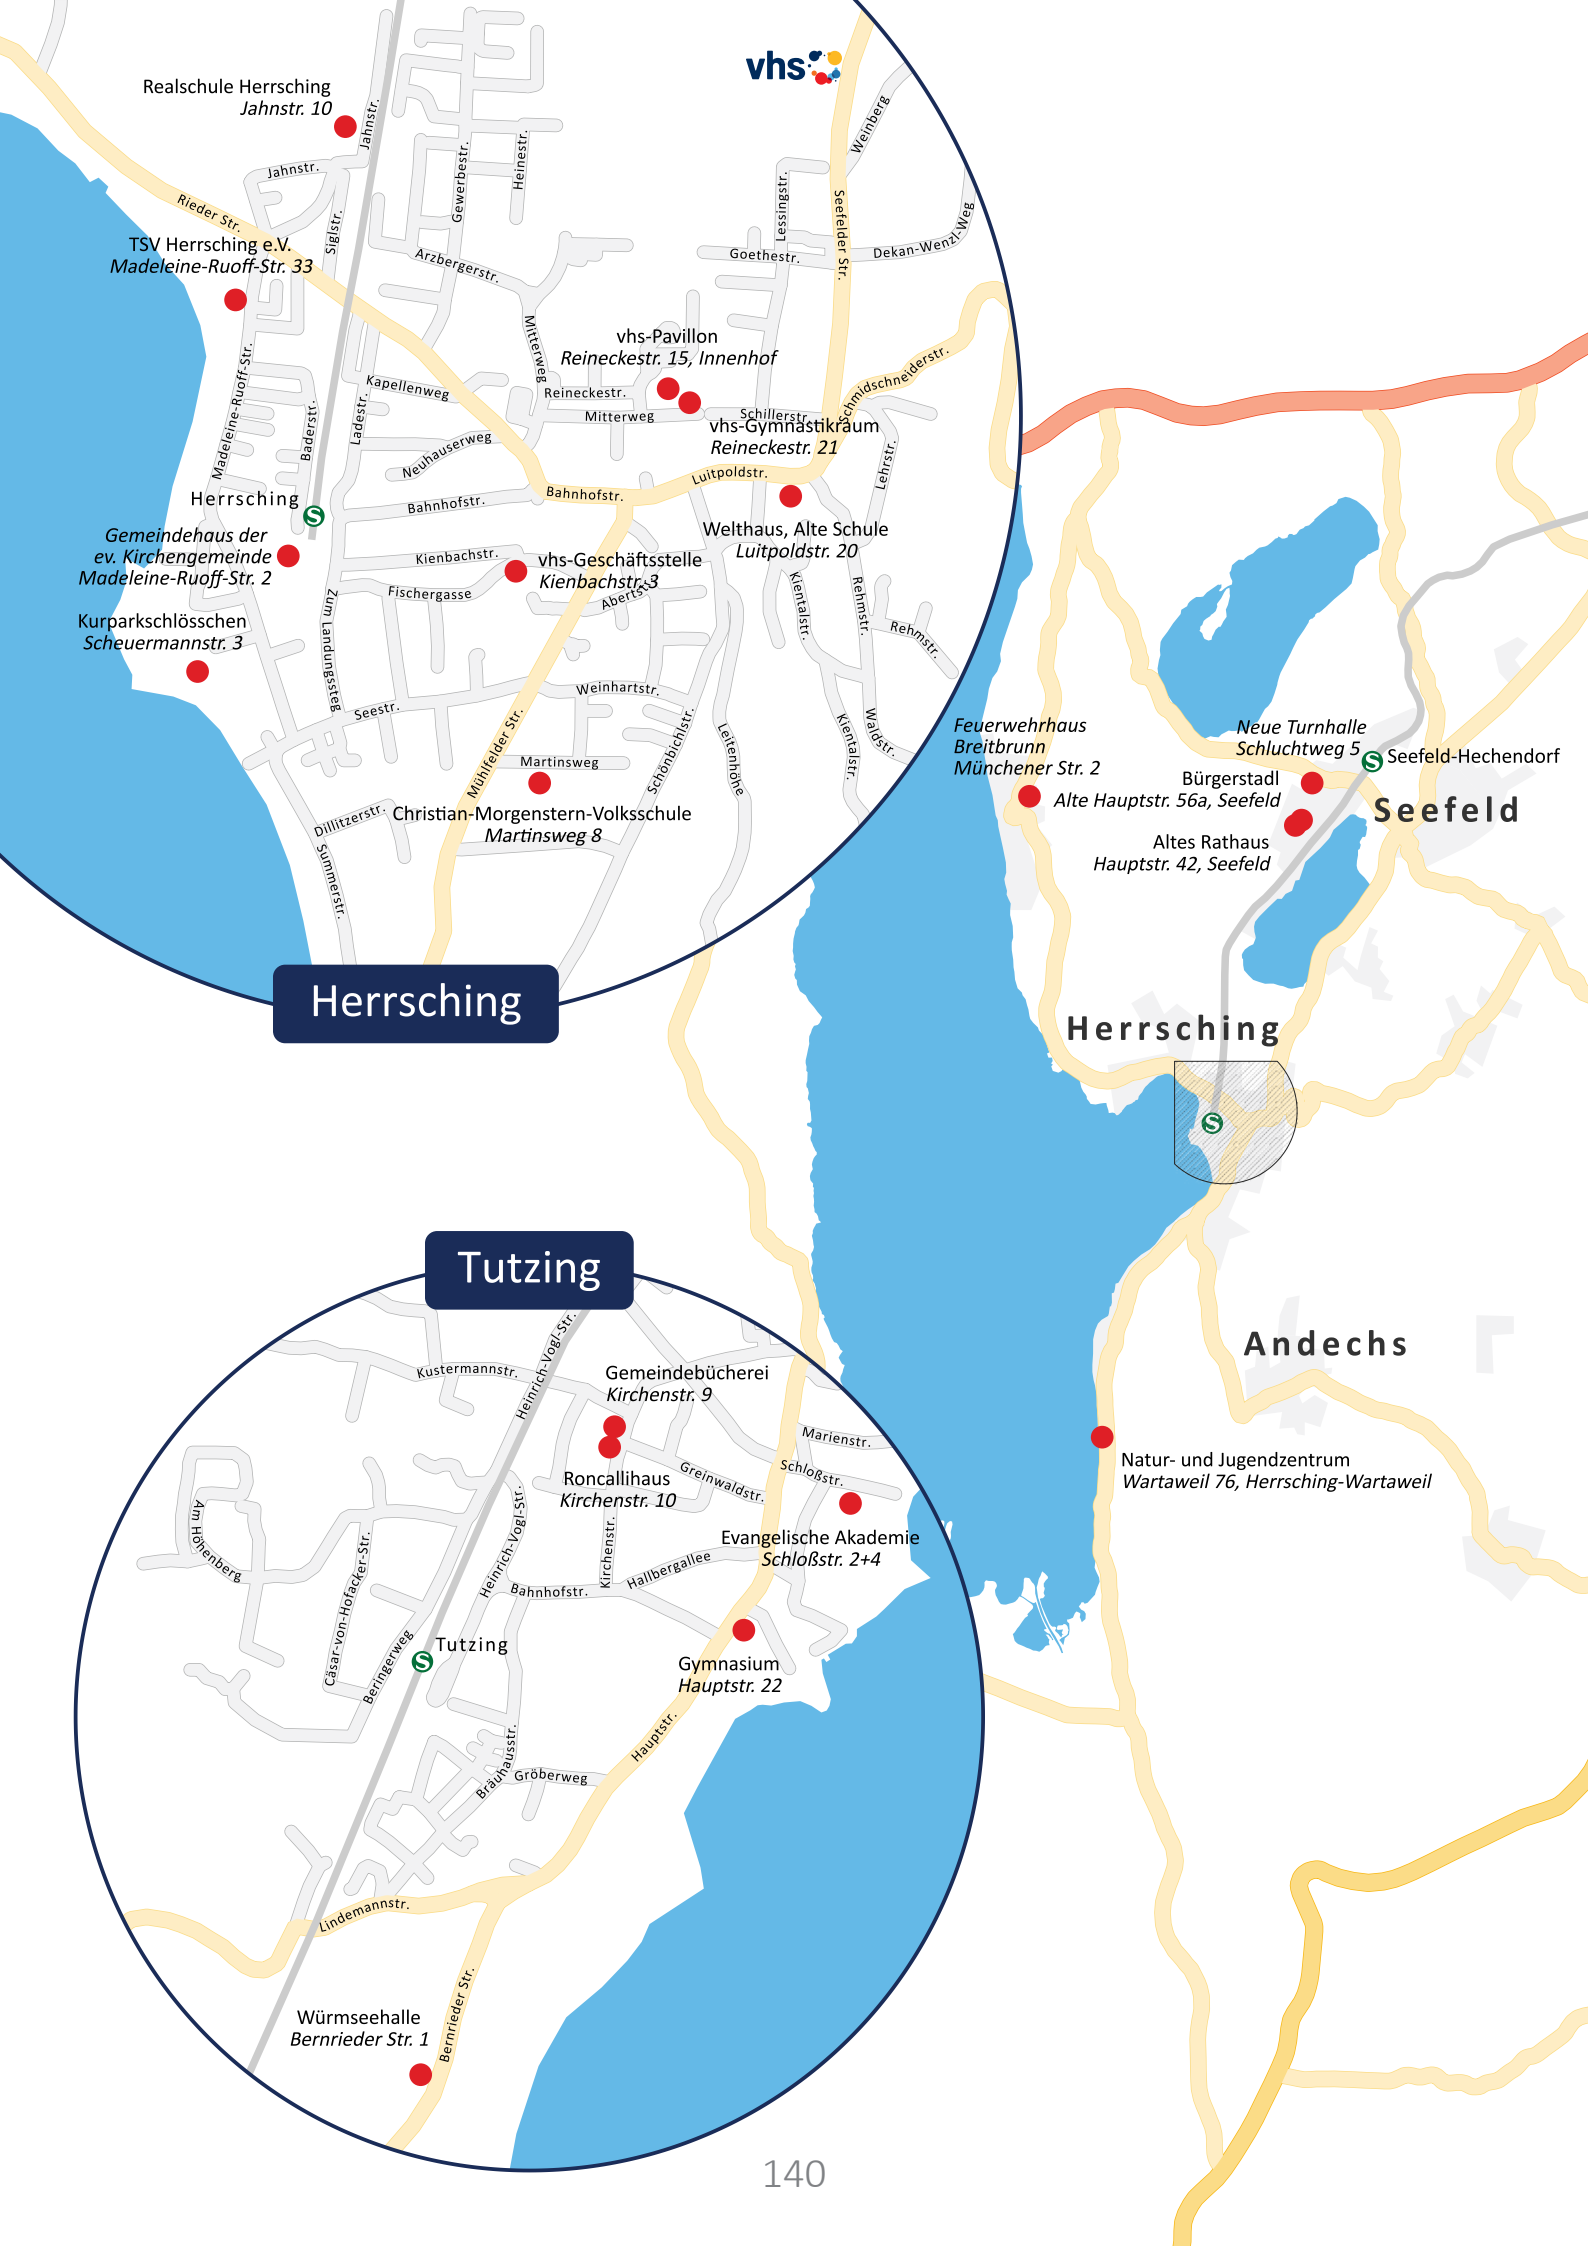 vhs
Realschule Herrsching
Jahnstr. 10
Jahnstr.
Jahnstr.
Rieder Str.
Siglstr.
Gewerbestr.
Heinestr.
Weinberg
Lessingstr.
Seefelder Str.
Goethestr.
Dekan-Wenzl-Weg
Arzbergerstr.
TSV Herrsching e.V.
Madeleine-Ruoff-Str. 33
Mitterweg
vhs-Pavillon
Reineckestr. 15, Innenhof
Schmidschneiderstr.
Madeleine-Ruoff-Str.
Baderstr.
Ladestr.
Kapellenweg
Reineckestr.
Mitterweg
Schillerstr.
vhs-Gymnastikraum
Reineckestr. 21
Neuhauserweg
Lehrstr.
Luitpoldstr.
Bahnhofstr.
Bahnhofstr.
Herrsching
S
Welthaus, Alte Schule
Luitpoldstr. 20
Gemeindehaus der
ev. Kirchengemeinde
Madeleine-Ruoff-Str. 2
Kienbachstr.
vhs-Geschäftsstelle
Kienbachstr. 3
Fischergasse
Abertstr.
Kientalstr.
Rehmstr.
Rehmstr.
Kurparkschlösschen
Scheuermannstr. 3
Zum Landungssteg
Seestr.
Weinhartstr.
Mühlfelder Str.
Schönbichlstr.
Leitenhöhe
Kientalstr.
Waldstr.
Martinsweg
Christian-Morgenstern-Volksschule
Martinsweg 8
Dillitzerstr.
Summerstr.
Herrsching
Feuerwehrhaus
Breitbrunn
Münchener Str. 2
Neue Turnhalle
Schluchtweg 5
S
Seefeld-Hechendorf
Bürgerstadl
Alte Hauptstr. 56a, Seefeld
Seefeld
Altes Rathaus
Hauptstr. 42, Seefeld
Herrsching
S
Andechs
Natur- und Jugendzentrum
Wartaweil 76, Herrsching-Wartaweil
Tutzing
Kustermannstr.
Heinrich-Vogl-Str.
Gemeindebücherei
Kirchenstr. 9
Marienstr.
Schloßstr.
Greinwaldstr.
Roncallihaus
Kirchenstr. 10
Am Höhenberg
Cäsar-von-Hofacker-Str.
Heinrich-Vogl-Str.
Kirchenstr.
Evangelische Akademie
Schloßstr. 2+4
Hallbergallee
Bahnhofstr.
Beringerweg
S
Tutzing
Gymnasium
Hauptstr. 22
Hauptstr.
Bräuhausstr.
Gröberweg
Lindemannstr.
Bernrieder Str.
Würmseehalle
Bernrieder Str. 1
140